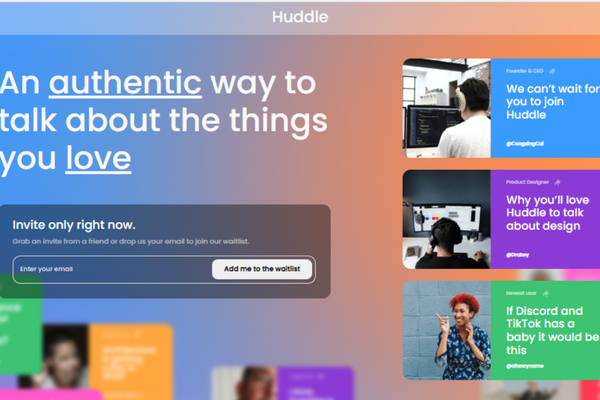 Huddle
An authentic way to
talk about the things
you love
Invite only right now.
Grab an invite from a friend or drop us your email to join our waitlist.
Enter your email
Add me to the waitlist
Founder & CEO
We can't wait for
you to join
Huddle
Product Designer
Why you'll love
Huddle to talk
about design
Newest user
If Discord and
TikTok has a
baby it would be
this